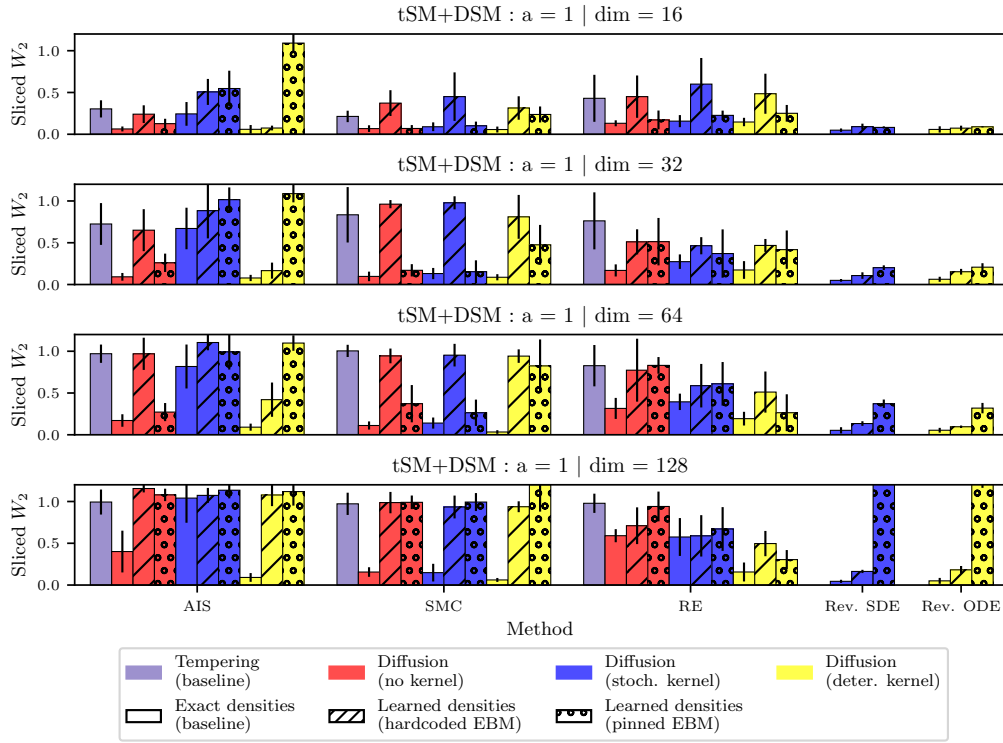 tSM+DSM : a = 1 | dim = 16
Sliced W₂
1.0
0.5
0.0
tSM+DSM : a = 1 | dim = 32
Sliced W₂
1.0
0.5
0.0
tSM+DSM : a = 1 | dim = 64
Sliced W₂
1.0
0.5
0.0
tSM+DSM : a = 1 | dim = 128
Sliced W₂
1.0
0.5
0.0
AIS SMC RE Rev. SDE Rev. ODE
Method
Tempering
(baseline)
Diffusion
(no kernel)
Diffusion
(stoch. kernel)
Diffusion
(deter. kernel)
Exact densities
(baseline)
Learned densities
(hardcoded EBM)
Learned densities
(pinned EBM)